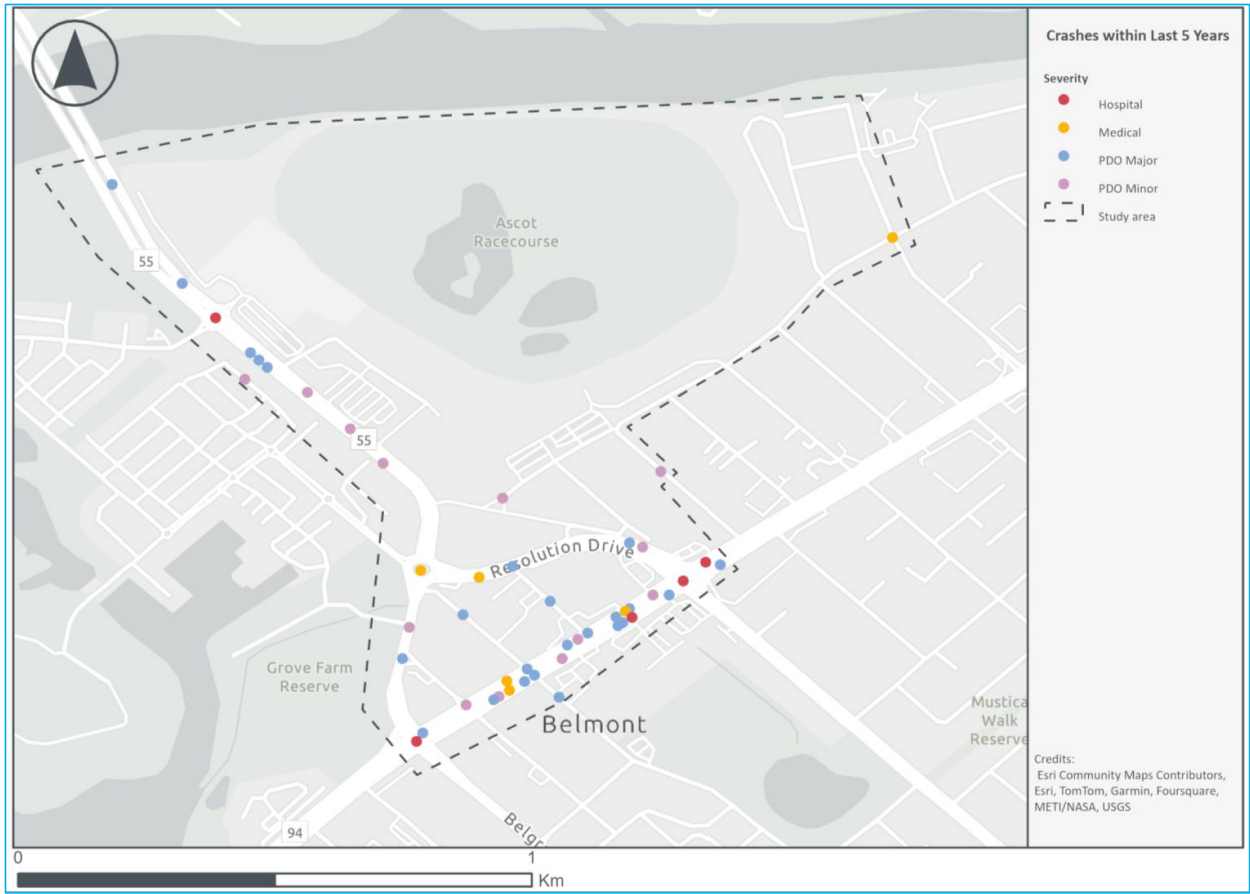 Crashes within Last 5 Years
Severity
Hospital
Medical
PDO Major
PDO Minor
Study area
Ascot
Racecourse
55
55
Resolution Drive
Grove Farm
Reserve
Belmont
Mustica
Walk
Reserve
Belgr
94
Credits:
Esri Community Maps Contributors,
Esri, TomTom, Garmin, Foursquare,
METI/NASA, USGS
0
1
Km